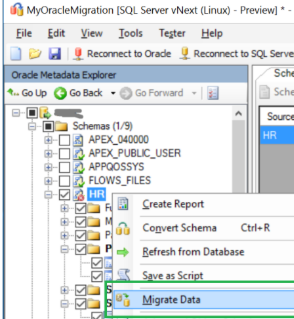 MyOracleMigration [SQL Server vNext (Linux) - Preview] * -
File Edit View Tools Tester Help
Reconnect to Oracle Reconnect to SQL Serve
Oracle Metadata Explorer
Go Up Go Back Go Forward
Schemas (1/9)
APEX_040000
APEX_PUBLIC_USER
APPQOSSYS
FLOWS_FILES
HR
Fu
M
P
P
S
S
Create Report
Convert Schema Ctrl+R
Refresh from Database
Save as Script
Migrate Data
Sche
Sche
Source
HR